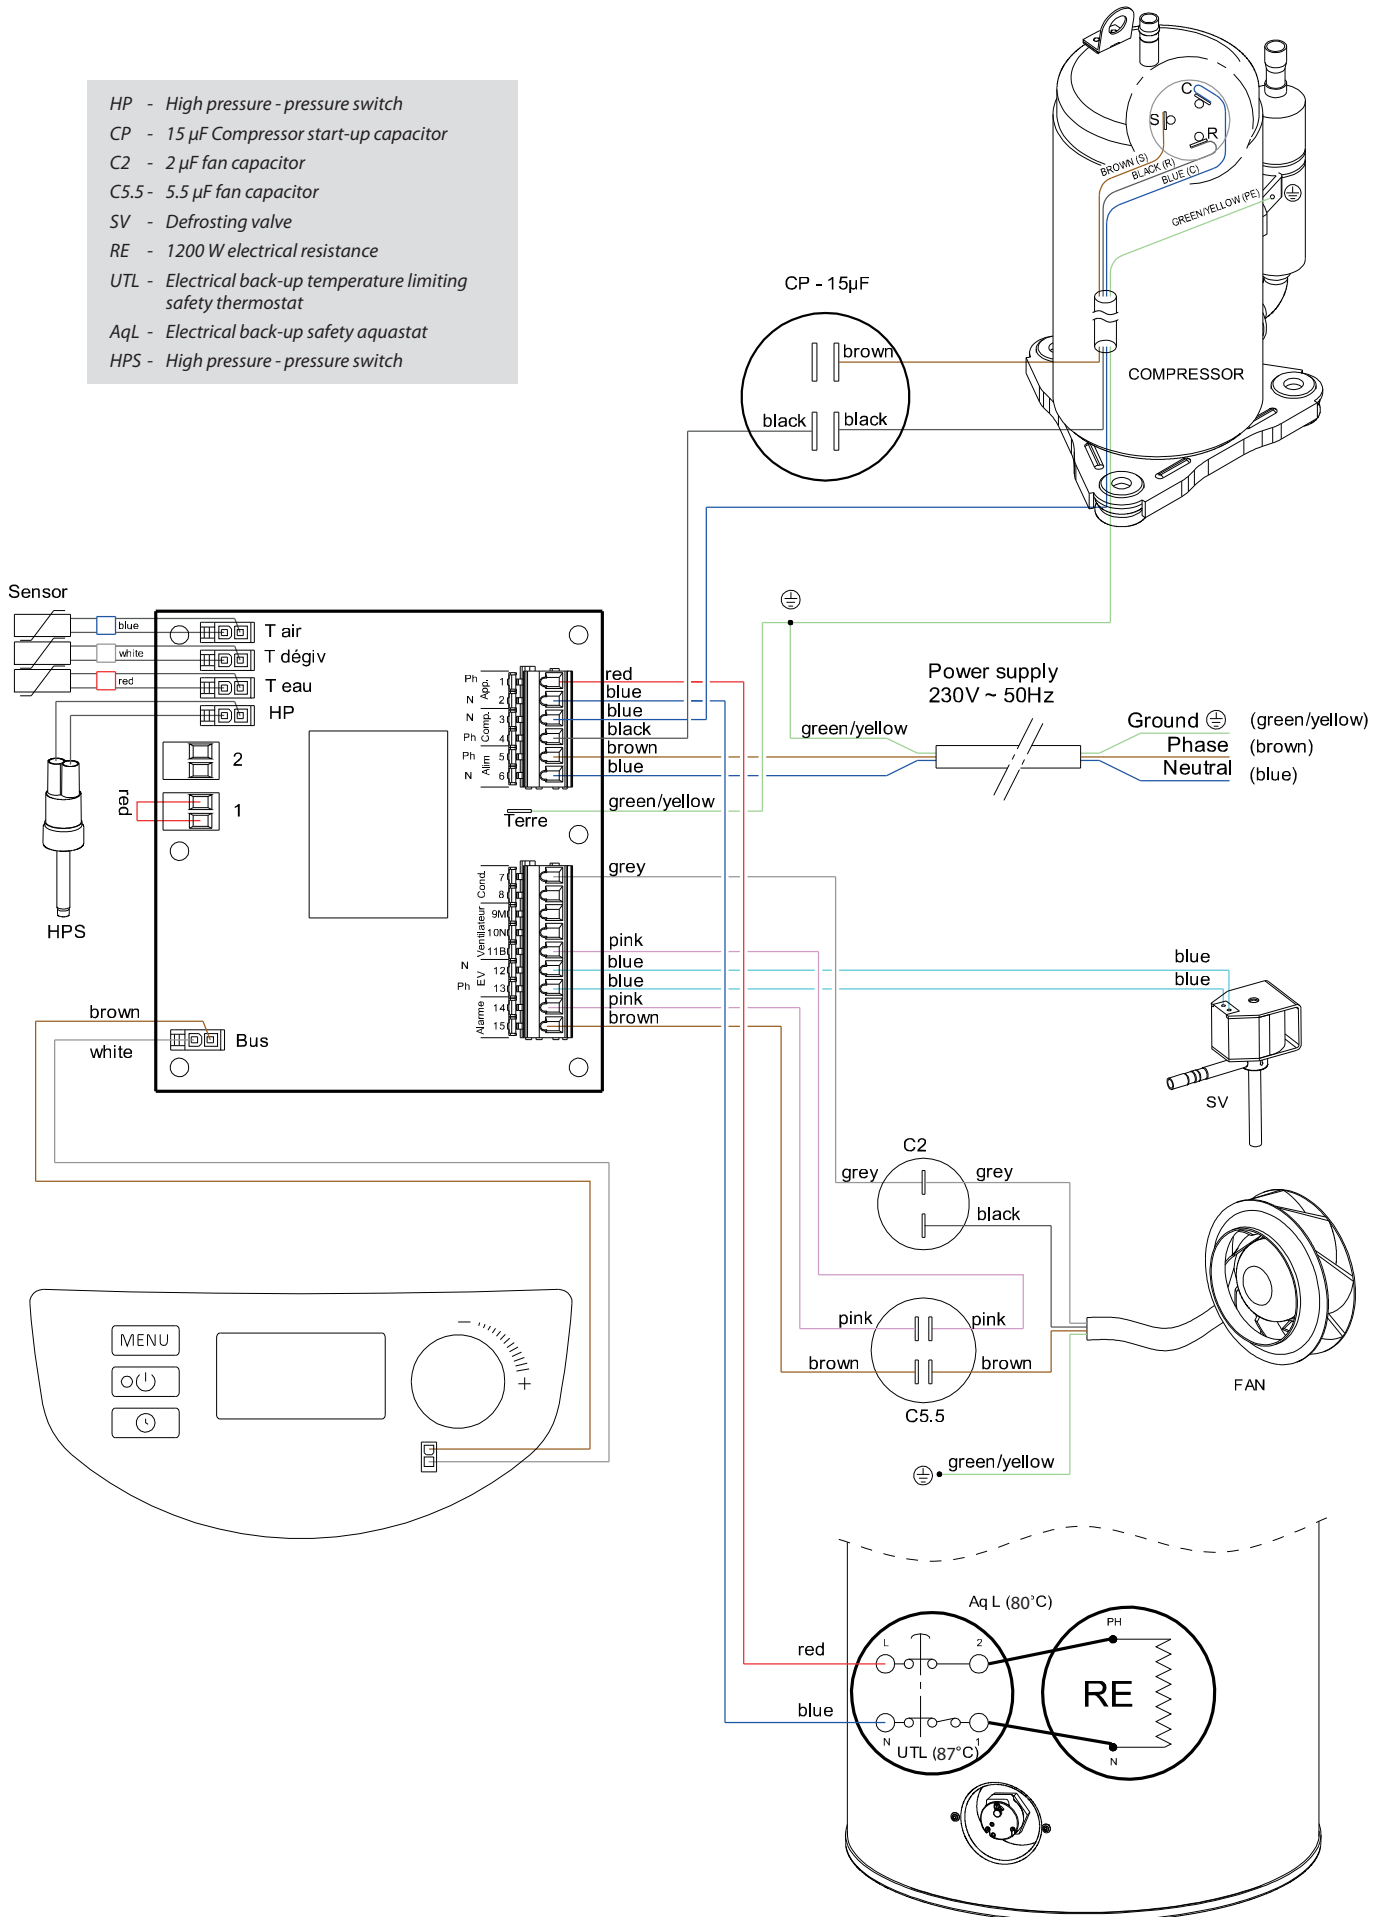 HP - High pressure - pressure switch
CP - 15 µF Compressor start-up capacitor
C2 - 2 µF fan capacitor
C5.5 - 5.5 µF fan capacitor
SV - Defrosting valve
RE - 1200 W electrical resistance
UTL - Electrical back-up temperature limiting
safety thermostat
AqL - Electrical back-up safety aquastat
HPS - High pressure - pressure switch
C
S
R
BROWN (S)
BLACK (R)
BLUE (C)
GREEN/YELLOW (PE)
COMPRESSOR
CP - 15µF
brown
black
black
Sensor
blue
white
red
T air
T dégiv
T eau
HP
2
1
red
HPS
Ph 1
N 2
App.
N 3
Ph 4
Comp.
Ph 5
N 6
Alim
red
blue
blue
black
brown
blue
Terre
green/yellow
green/yellow
Power supply
230V ~ 50Hz
Ground (green/yellow)
Phase (brown)
Neutral (blue)
7
8
Cond.
9M
10N
11B
Ventilateur
N 12
Ph 13
EV
14
15
Alarme
grey
pink
blue
blue
pink
brown
blue
blue
SV
brown
white
Bus
C2
grey
grey
black
pink
pink
brown
brown
C5.5
green/yellow
FAN
MENU
−
+
Aq L (80°C)
red
L
2
blue
N
1
UTL (87°C)
PH
RE
N